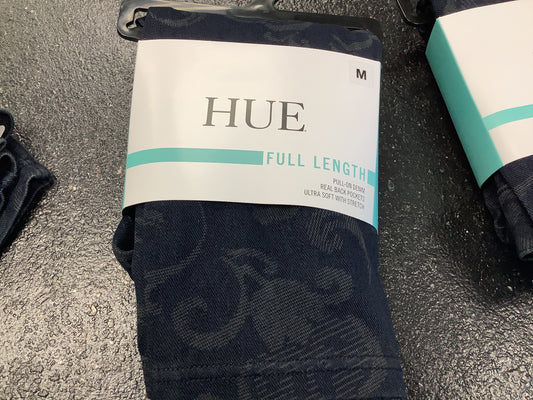 M
HUE
FULL LENGTH
PULL-ON DENIM
REAL BACK POCKETS
ULTRA SOFT WITH STRETCH